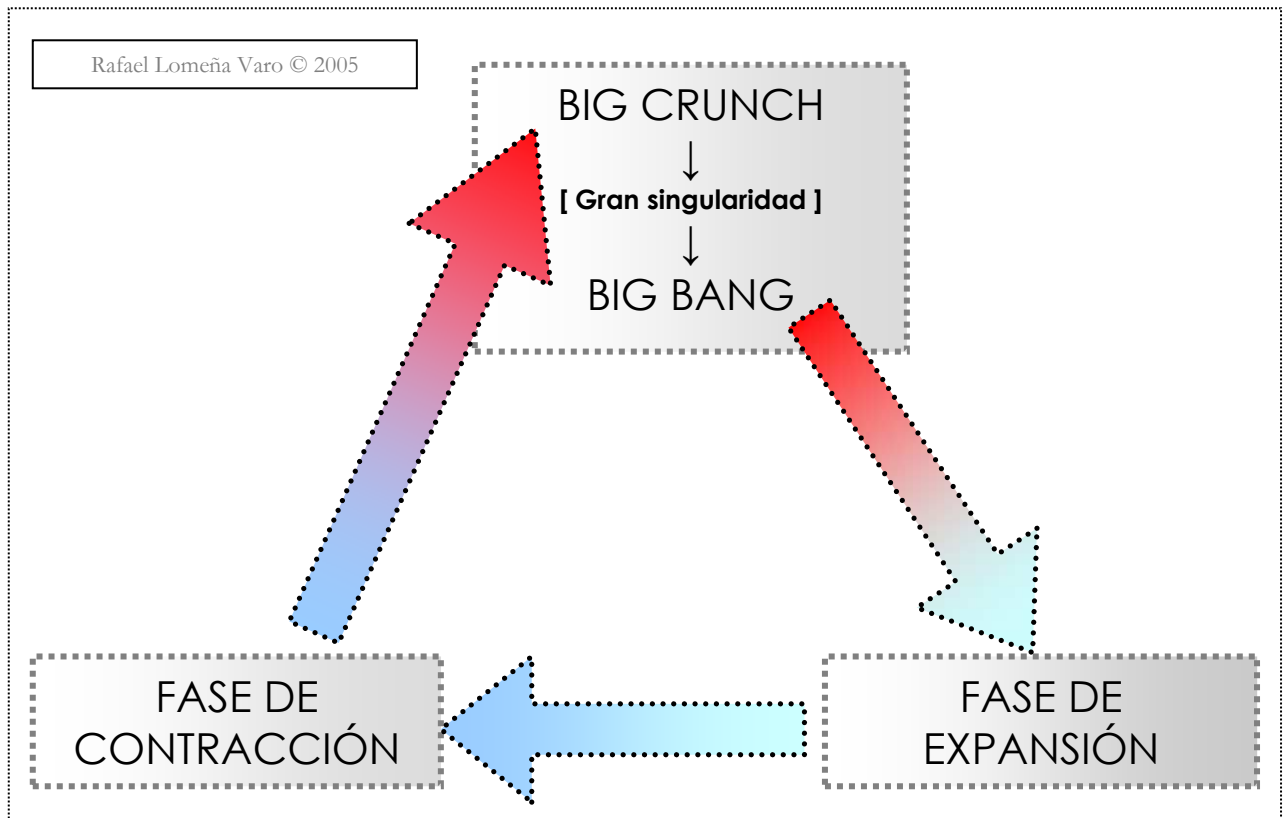 Rafael Lomeña Varo © 2005
BIG CRUNCH
↓
[ Gran singularidad ]
↓
BIG BANG
FASE DE
CONTRACCIÓN
FASE DE
EXPANSIÓN